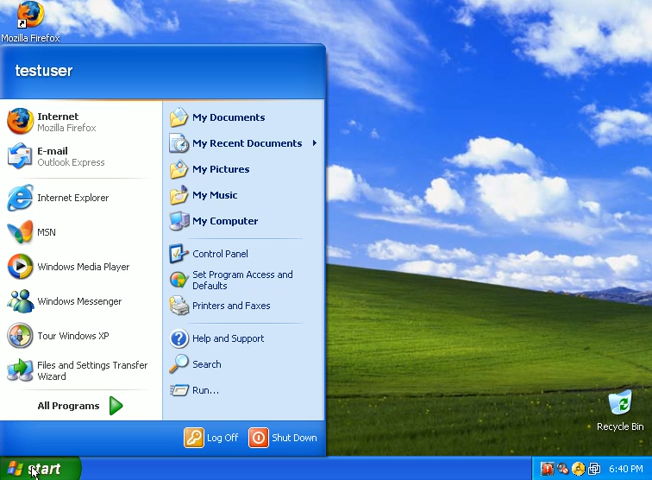 Mozilla Firefox
testuser
Internet
Mozilla Firefox
E-mail
Outlook Express
Internet Explorer
MSN
Windows Media Player
Windows Messenger
Tour Windows XP
Files and Settings Transfer
Wizard
All Programs
My Documents
My Recent Documents
My Pictures
My Music
My Computer
Control Panel
Set Program Access and
Defaults
Printers and Faxes
Help and Support
Search
Run...
Log Off
Shut Down
Recycle Bin
start
6:40 PM